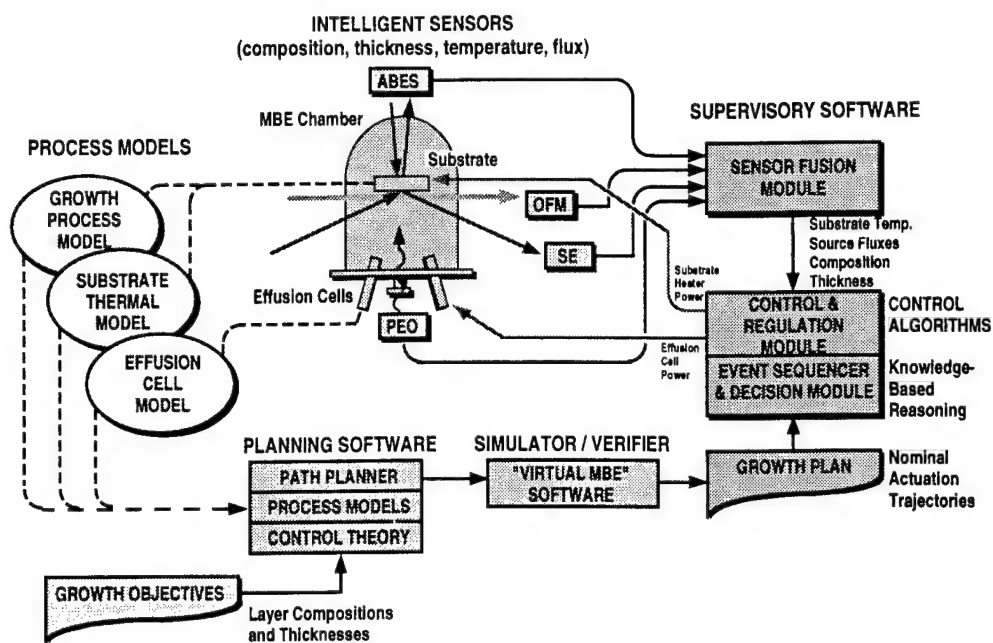 INTELLIGENT SENSORS
(composition, thickness, temperature, flux)
ABES
MBE Chamber
SUPERVISORY SOFTWARE
PROCESS MODELS
Substrate
SENSOR FUSION
MODULE
GROWTH
PROCESS
MODEL
OFM
Substrate Temp.
Source Fluxes
Composition
Thickness
SE
SUBSTRATE
THERMAL
MODEL
Substrate
Heater
Power
Effusion Cells
PEO
CONTROL &
REGULATION
MODULE
CONTROL
ALGORITHMS
Effusion
Cell
Power
EFFUSION
CELL
MODEL
EVENT SEQUENCER
& DECISION MODULE
Knowledge-
Based
Reasoning
PLANNING SOFTWARE
SIMULATOR / VERIFIER
PATH PLANNER
PROCESS MODELS
CONTROL THEORY
"VIRTUAL MBE"
SOFTWARE
GROWTH PLAN
Nominal
Actuation
Trajectories
GROWTH OBJECTIVES
Layer Compositions
and Thicknesses